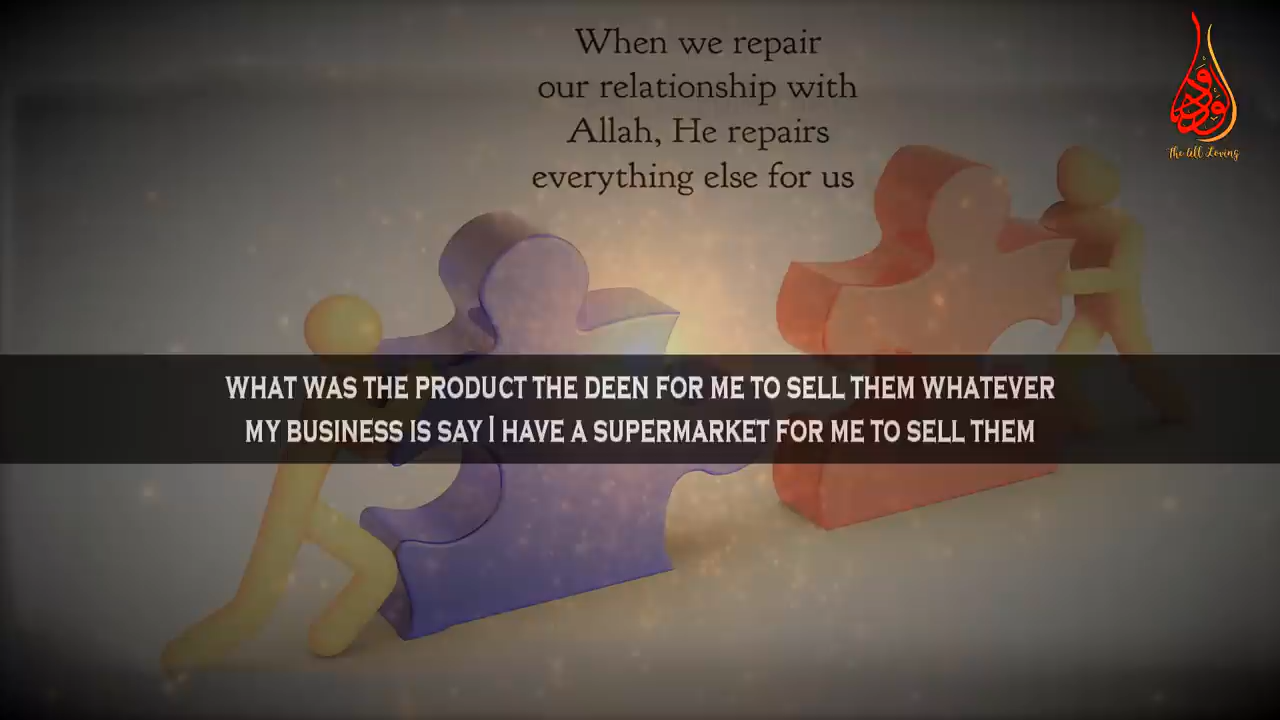 When we repair
our relationship with
Allah, He repairs
everything else for us
الودود
The All Loving
WHAT WAS THE PRODUCT THE DEEN FOR ME TO SELL THEM WHATEVER
MY BUSINESS IS SAY I HAVE A SUPERMARKET FOR ME TO SELL THEM